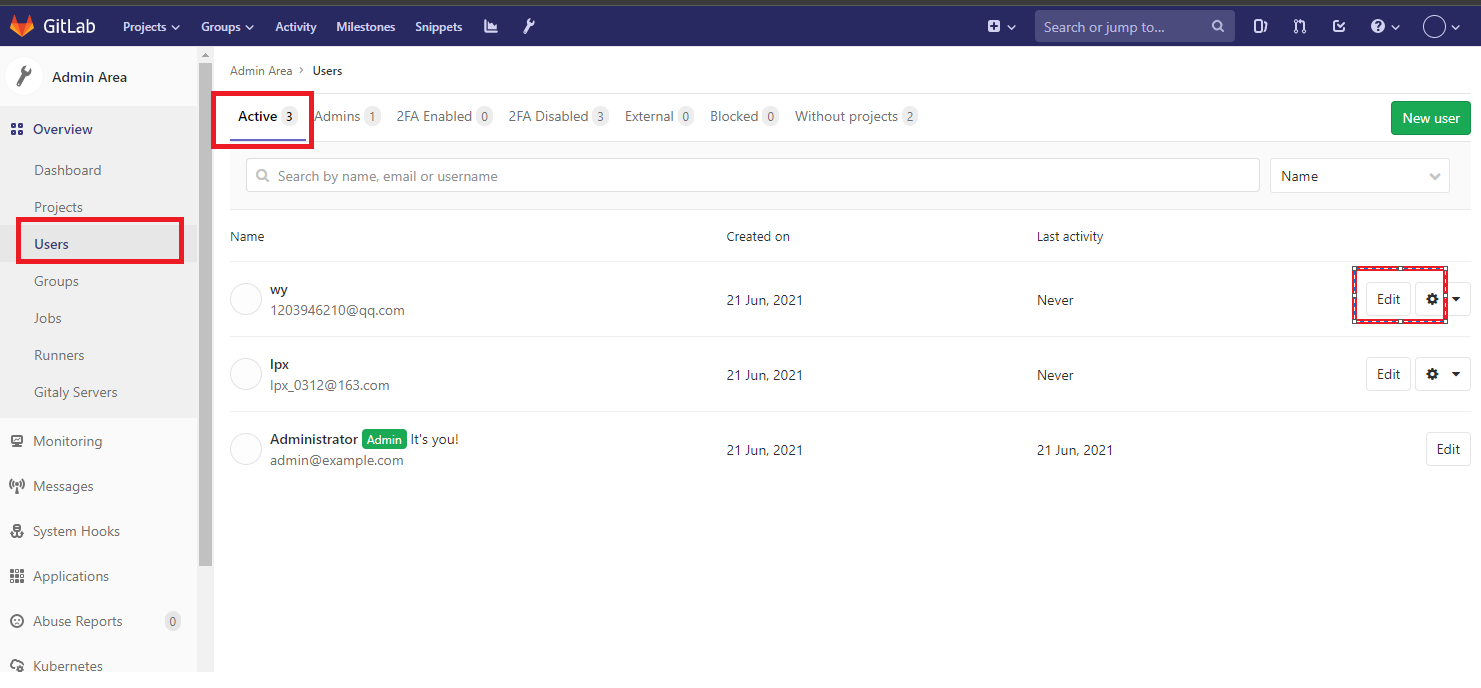 GitLab Projects Groups Activity Milestones Snippets Search or jump to...
Admin Area
Overview
Dashboard
Projects
Users
Groups
Jobs
Runners
Gitaly Servers
Monitoring
Messages
System Hooks
Applications
Abuse Reports 0
Kubernetes
Admin Area > Users
Active 3 Admins 1 2FA Enabled 0 2FA Disabled 3 External 0 Blocked 0 Without projects 2 New user
Search by name, email or username Name
Name Created on Last activity
wy
1203946210@qq.com 21 Jun, 2021 Never Edit
lpx
lpx_0312@163.com 21 Jun, 2021 Never Edit
Administrator Admin It's you!
admin@example.com 21 Jun, 2021 21 Jun, 2021 Edit